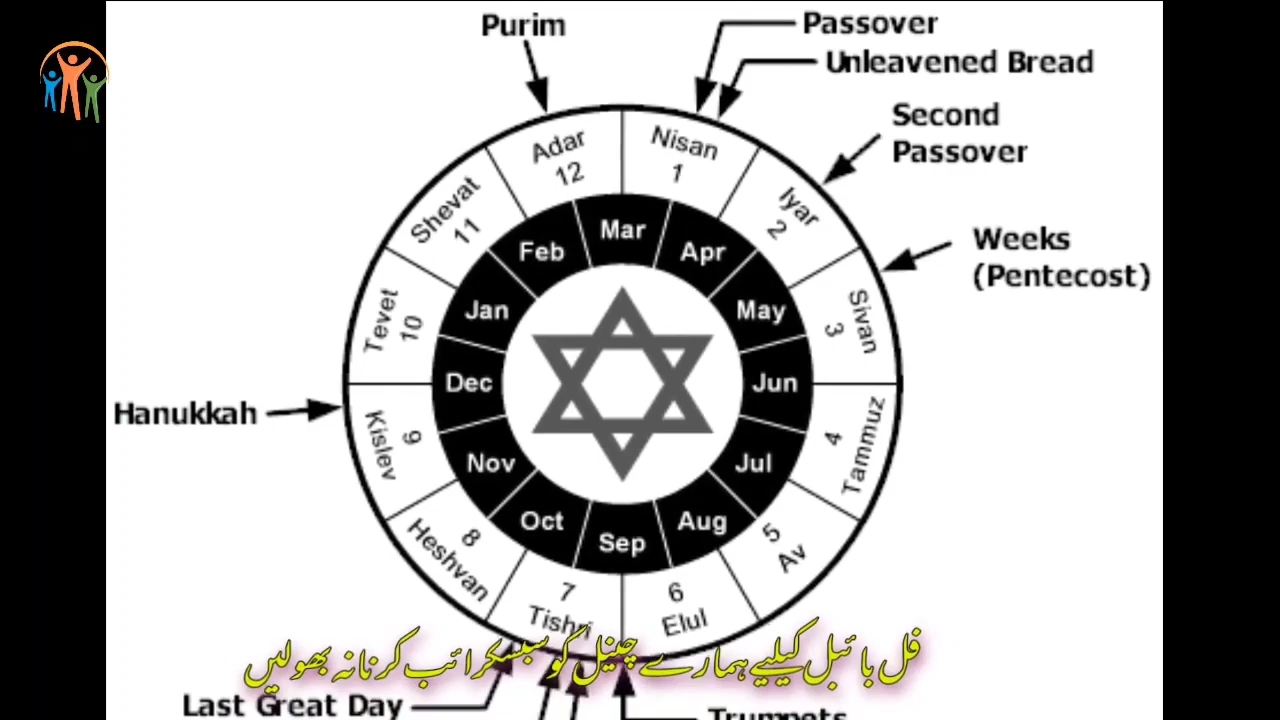 Purim
Passover
Unleavened Bread
Second
Passover
Weeks
(Pentecost)
Hanukkah
Last Great Day
Trumpets
Nisan
1
Iyar
2
Sivan
3
Tammuz
4
Av
5
Elul
6
Tishri
7
Heshvan
8
Kislev
9
Tevet
10
Shevat
11
Adar
12
Mar
Apr
May
Jun
Jul
Aug
Sep
Oct
Nov
Dec
Jan
Feb
فل بائبل کیلیے ہمارے چینل کو سبسکرائب کرنا نہ بھولیں